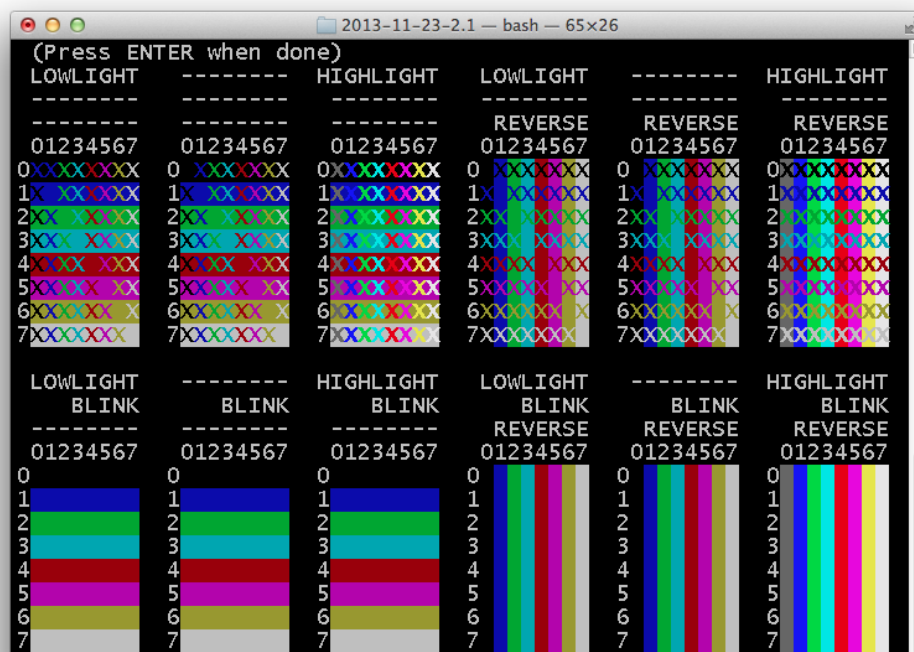 2013-11-23-2.1 — bash — 65×26
(Press ENTER when done)
LOWLIGHT -------- HIGHLIGHT LOWLIGHT -------- HIGHLIGHT
-------- -------- -------- -------- -------- --------
-------- -------- -------- REVERSE REVERSE REVERSE
01234567 01234567 01234567 01234567 01234567 01234567
0 XXXXXXX 0 XXXXXXX 0XXXXXXXX 0 XXXXXXX 0 XXXXXXX 0XXXXXXXX
1X XXXXXX 1X XXXXXX 1XXXXXXXX 1X XXXXXX 1X XXXXXX 1XXXXXXXX
2XX XXXXX 2XX XXXXX 2XXXXXXXX 2XX XXXXX 2XX XXXXX 2XXXXXXXX
3XXX XXXX 3XXX XXXX 3XXXXXXXX 3XXX XXXX 3XXX XXXX 3XXXXXXXX
4XXXX XXX 4XXXX XXX 4XXXXXXXX 4XXXX XXX 4XXXX XXX 4XXXXXXXX
5XXXXX XX 5XXXXX XX 5XXXXXXXX 5XXXXX XX 5XXXXX XX 5XXXXXXXX
6XXXXXX X 6XXXXXX X 6XXXXXXXX 6XXXXXX X 6XXXXXX X 6XXXXXXXX
7XXXXXXX 7XXXXXXX 7XXXXXXXX 7XXXXXXX 7XXXXXXX 7XXXXXXXX
LOWLIGHT -------- HIGHLIGHT LOWLIGHT -------- HIGHLIGHT
BLINK BLINK BLINK BLINK BLINK BLINK
-------- -------- -------- REVERSE REVERSE REVERSE
01234567 01234567 01234567 01234567 01234567 01234567
0 0 0 0 0 0
1 1 1 1 1 1
2 2 2 2 2 2
3 3 3 3 3 3
4 4 4 4 4 4
5 5 5 5 5 5
6 6 6 6 6 6
7 7 7 7 7 7